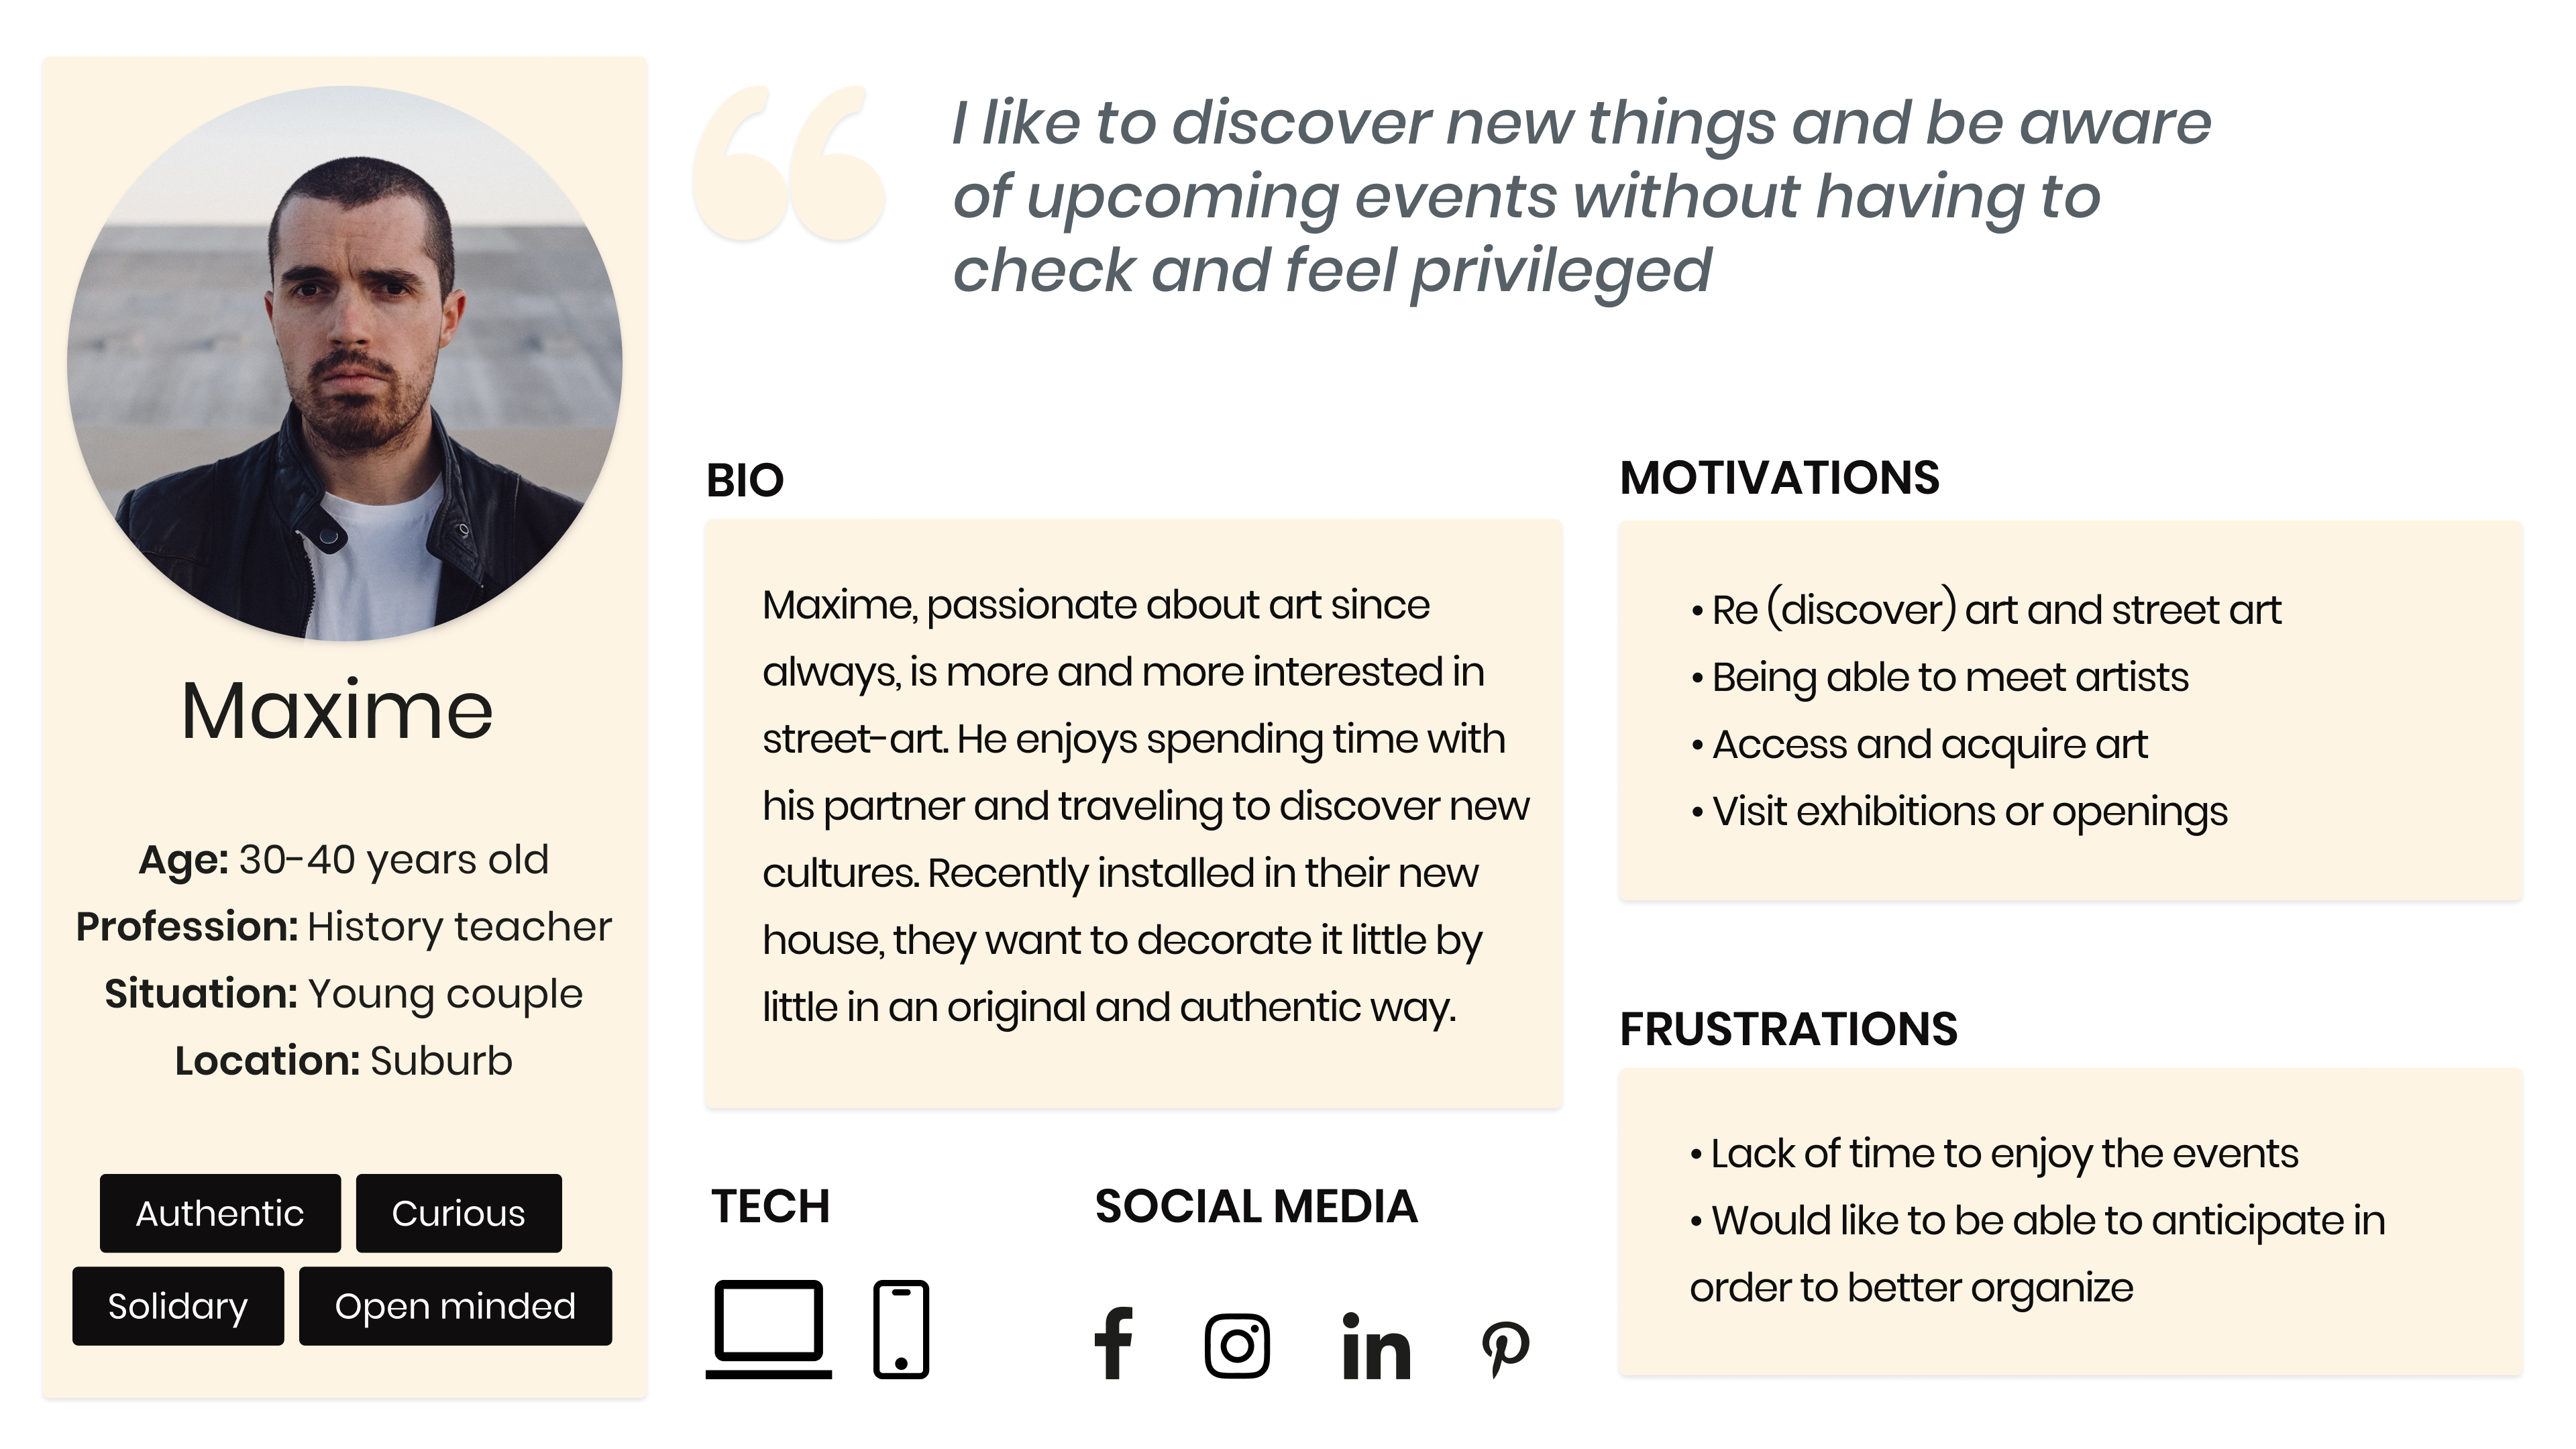 Maxime
Age: 30-40 years old
Profession: History teacher
Situation: Young couple
Location: Suburb
Authentic
Curious
Solidary
Open minded
I like to discover new things and be aware
of upcoming events without having to
check and feel privileged
BIO
Maxime, passionate about art since
always, is more and more interested in
street-art. He enjoys spending time with
his partner and traveling to discover new
cultures. Recently installed in their new
house, they want to decorate it little by
little in an original and authentic way.
TECH
SOCIAL MEDIA
MOTIVATIONS
• Re (discover) art and street art
• Being able to meet artists
• Access and acquire art
• Visit exhibitions or openings
FRUSTRATIONS
• Lack of time to enjoy the events
• Would like to be able to anticipate in
order to better organize